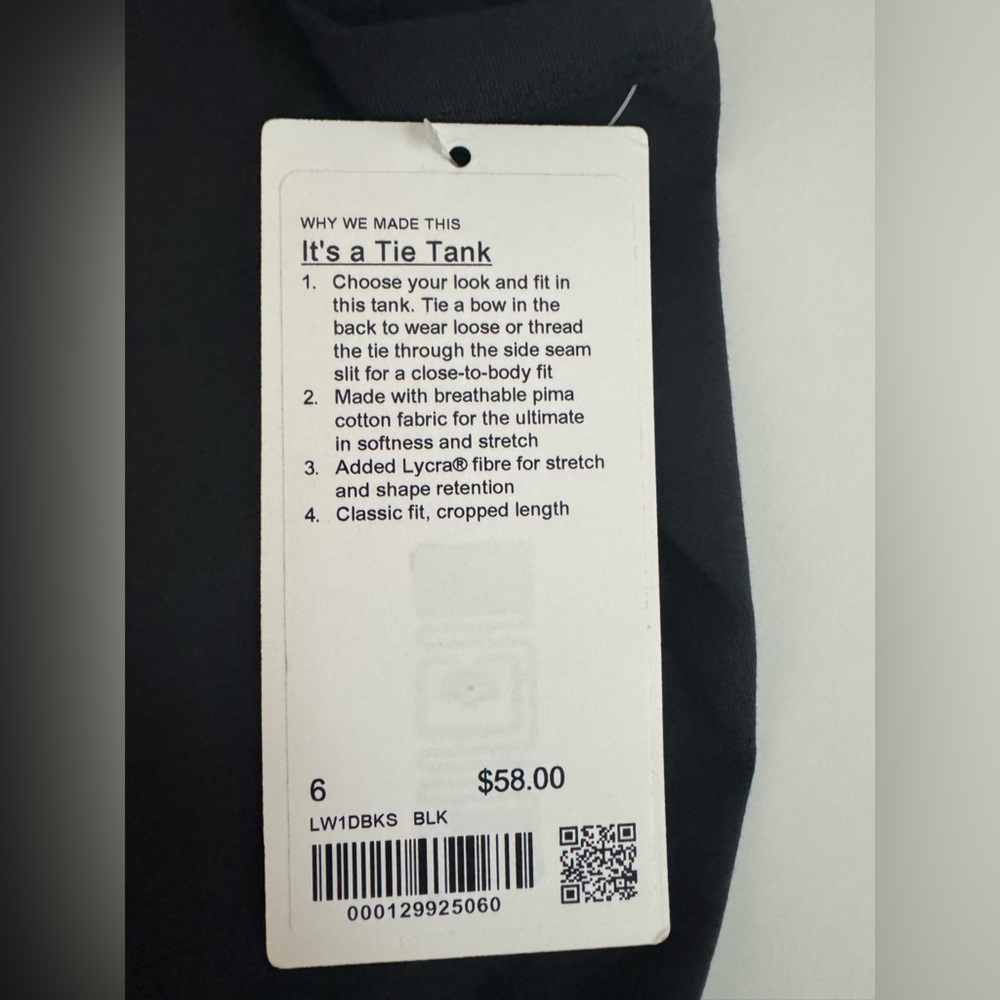 WHY WE MADE THIS
It's a Tie Tank
1. Choose your look and fit in
this tank. Tie a bow in the
back to wear loose or thread
the tie through the side seam
slit for a close-to-body fit
2. Made with breathable pima
cotton fabric for the ultimate
in softness and stretch
3. Added Lycra® fibre for stretch
and shape retention
4. Classic fit, cropped length
6 $58.00
LW1DBKS BLK
000129925060